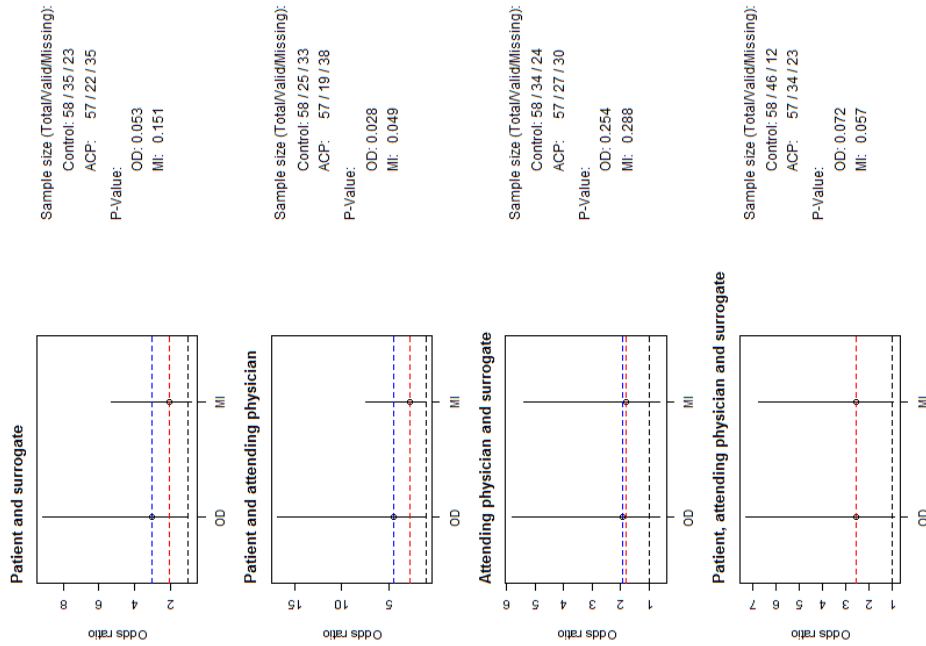 Patient and surrogate
Odds ratio
2
4
6
8
OD
MI
Sample size (Total/Valid/Missing):
Control: 58 / 35 / 23
ACP: 57 / 22 / 35
P-Value:
OD: 0.053
MI: 0.151
Patient and attending physician
Odds ratio
5
10
15
OD
MI
Sample size (Total/Valid/Missing):
Control: 58 / 25 / 33
ACP: 57 / 19 / 38
P-Value:
OD: 0.028
MI: 0.049
Attending physician and surrogate
Odds ratio
1
2
3
4
5
6
OD
MI
Sample size (Total/Valid/Missing):
Control: 58 / 34 / 24
ACP: 57 / 27 / 30
P-Value:
OD: 0.254
MI: 0.288
Patient, attending physician and surrogate
Odds ratio
1
2
3
4
5
6
7
OD
MI
Sample size (Total/Valid/Missing):
Control: 58 / 46 / 12
ACP: 57 / 34 / 23
P-Value:
OD: 0.072
MI: 0.057